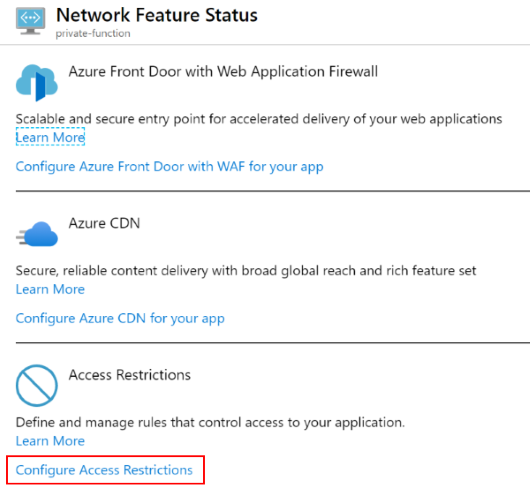 Network Feature Status
private-function
Azure Front Door with Web Application Firewall
Scalable and secure entry point for accelerated delivery of your web applications
Learn More
Configure Azure Front Door with WAF for your app
Azure CDN
Secure, reliable content delivery with broad global reach and rich feature set
Learn More
Configure Azure CDN for your app
Access Restrictions
Define and manage rules that control access to your application.
Learn More
Configure Access Restrictions